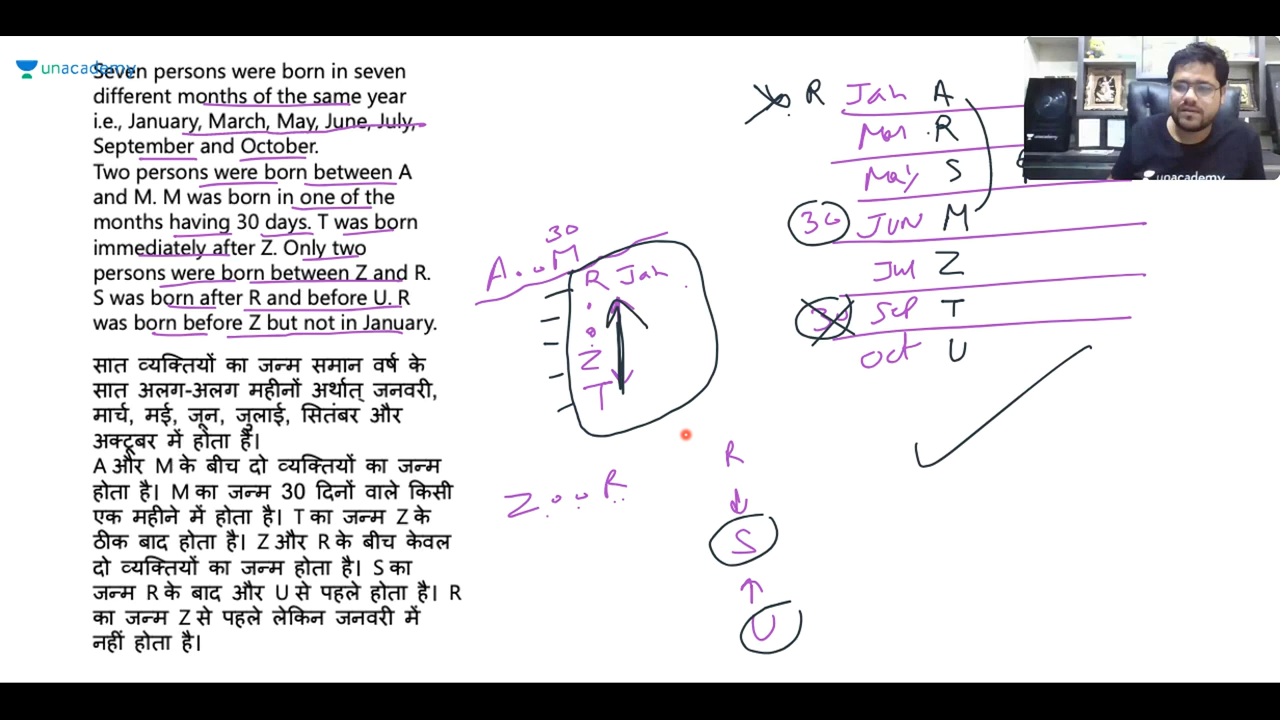 unacademy
Seven persons were born in seven
different months of the same year
i.e., January, March, May, June, July,
September and October.
Two persons were born between A
and M. M was born in one of the
months having 30 days. T was born
immediately after Z. Only two
persons were born between Z and R.
S was born after R and before U. R
was born before Z but not in January.
सात व्यक्तियों का जन्म समान वर्ष के
सात अलग-अलग महीनों अर्थात् जनवरी,
मार्च, मई, जून, जुलाई, सितंबर और
अक्टूबर में होता है।
A और M के बीच दो व्यक्तियों का जन्म
होता है। M का जन्म 30 दिनों वाले किसी
एक महीने में होता है। T का जन्म Z के
ठीक बाद होता है। Z और R के बीच केवल
दो व्यक्तियों का जन्म होता है। S का
जन्म R के बाद और U से पहले होता है। R
का जन्म Z से पहले लेकिन जनवरी में
नहीं होता है।
30
A . . M
R Jan
Z
T
Z . . R
R
S
U
R Jan A
Mar R
May S
30 JUN M
Jul Z
30 Sep T
Oct U
unacademy